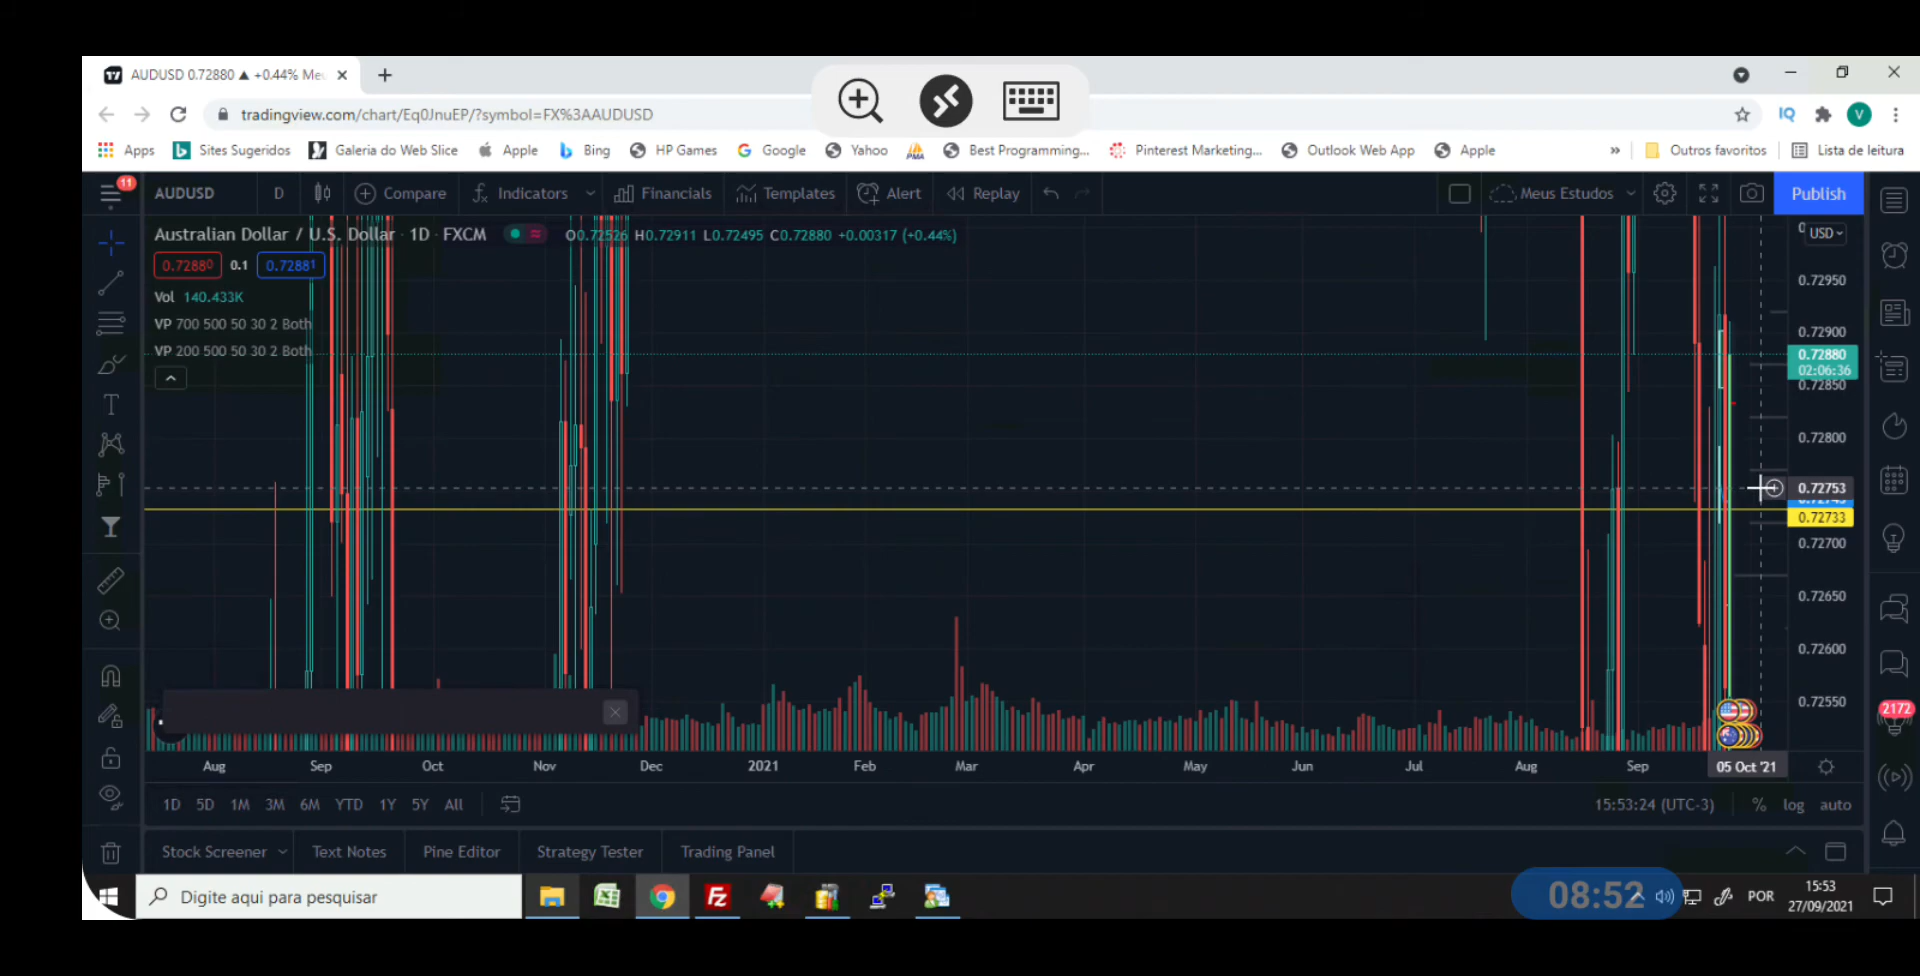 AUDUSD 0.72880 ▲ +0.44% Meu
tradingview.com/chart/Eq0JnuEP/?symbol=FX%3AAUDUSD
IQ V
Apps Sites Sugeridos Galeria do Web Slice Apple Bing HP Games Google Yahoo PMA Best Programming... Pinterest Marketing... Outlook Web App Apple » Outros favoritos Lista de leitura
11 AUDUSD D Compare Indicators Financials Templates Alert Replay Meus Estudos Publish
Australian Dollar / U.S. Dollar · 1D · FXCM O0.72526 H0.72911 L0.72495 C0.72880 +0.00317 (+0.44%)
USD
0.72880 0.1 0.72881
0.72950
Vol 140.433K
VP 700 500 50 30 2 Both
0.72900
VP 200 500 50 30 2 Both
0.72880
02:06:36
0.72850
0.72800
0.72753
0.72733
0.72700
0.72650
0.72600
0.72550
2172
Aug Sep Oct Nov Dec 2021 Feb Mar Apr May Jun Jul Aug Sep 05 Oct '21
1D 5D 1M 3M 6M YTD 1Y 5Y All 15:53:24 (UTC-3) % log auto
Stock Screener Text Notes Pine Editor Strategy Tester Trading Panel
Digite aqui para pesquisar
Fz
08:52
POR
15:53
27/09/2021